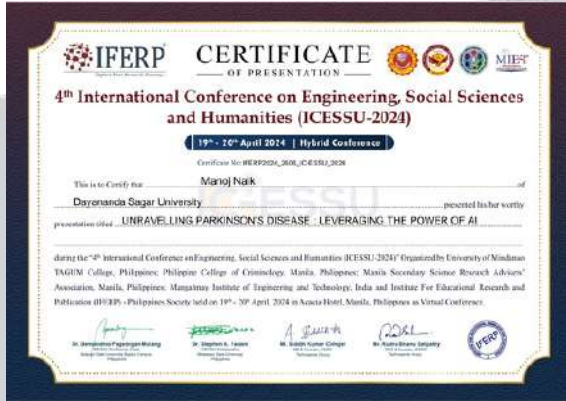 IFERP
CERTIFICATE
OF PRESENTATION
MIET
4th International Conference on Engineering, Social Sciences
and Humanities (ICESSU-2024)
19th - 20th April 2024 | Hybrid Conference
This is to Certify that Manoj Naik of
Dayananda Sagar University presented his/her worthy
presentation titled UNRAVELLING PARKINSON'S DISEASE : LEVERAGING THE POWER OF AI
during the "4th International Conference on Engineering, Social Sciences and Humanities (ICESSU-2024)" Organized by University of Mindanao
TAGUM College, Philippines; Philippine College of Criminology, Manila, Philippines; Manila Secondary Science Research Advisers'
Association, Manila, Philippines; Mangalmay Institute of Engineering and Technology, India and Institute For Educational Research and
Publication (IFERP) - Philippines Society held on 19th - 20th April, 2024 in Acacia Hotel, Manila, Philippines as Virtual Conference.
IFERP